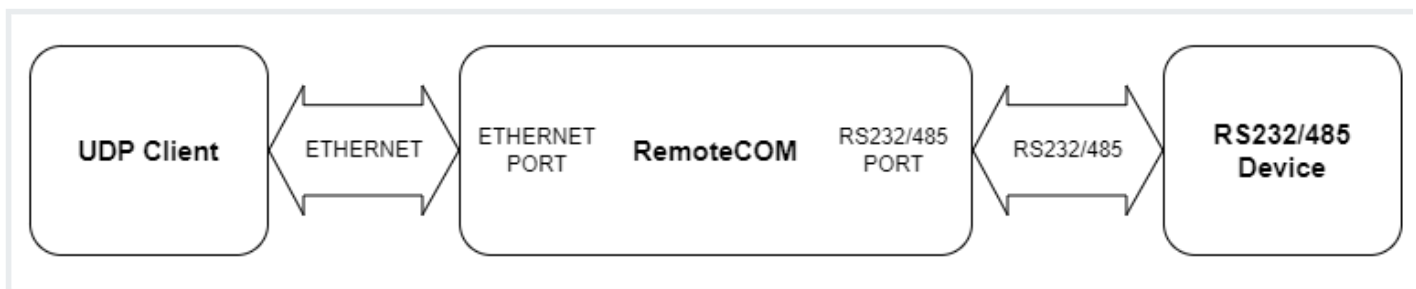 UDP Client
ETHERNET
ETHERNET
PORT
RemoteCOM
RS232/485
PORT
RS232/485
RS232/485
Device